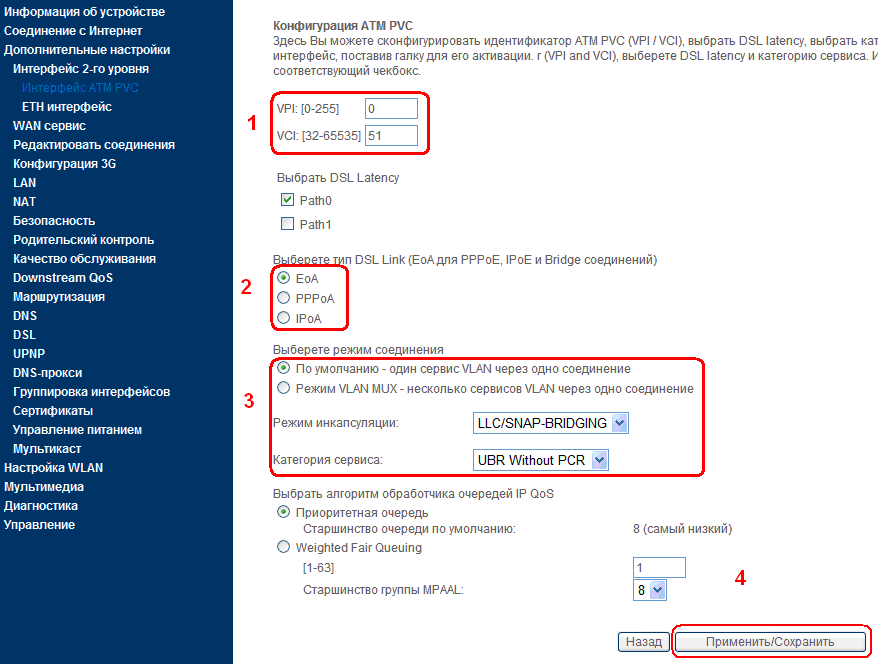 Информация об устройстве
Соединение с Интернет
Дополнительные настройки
Интерфейс 2-го уровня
Интерфейс ATM PVC
ETH интерфейс
WAN сервис
Редактировать соединения
Конфигурация 3G
LAN
NAT
Безопасность
Родительский контроль
Качество обслуживания
Downstream QoS
Маршрутизация
DNS
DSL
UPNP
DNS-прокси
Группировка интерфейсов
Сертификаты
Управление питанием
Мультикаст
Настройка WLAN
Мультимедиа
Диагностика
Управление
Конфигурация ATM PVC
Здесь Вы можете сконфигурировать идентификатор ATM PVC (VPI / VCI), выбрать DSL latency, выбрать кат
интерфейс, поставив галку для его активации. r (VPI and VCI), выберете DSL latency и категорию сервиса. И
соответствующий чекбокс.
1
VPI: [0-255] 0
VCI: [32-65535] 51
Выбрать DSL Latency
Path0
Path1
Выберете тип DSL Link (EoA для PPPoE, IPoE и Bridge соединений)
2
EoA
PPPoA
IPoA
Выберете режим соединения
3
По умолчанию - один сервис VLAN через одно соединение
Режим VLAN MUX - несколько сервисов VLAN через одно соединение
Режим инкапсуляции: LLC/SNAP-BRIDGING
Категория сервиса: UBR Without PCR
Выбрать алгоритм обработчика очередей IP QoS
Приоритетная очередь
Старшинство очереди по умолчанию: 8 (самый низкий)
Weighted Fair Queuing
[1-63] 1
Старшинство группы MPAAL: 8
4
Назад Применить/Сохранить